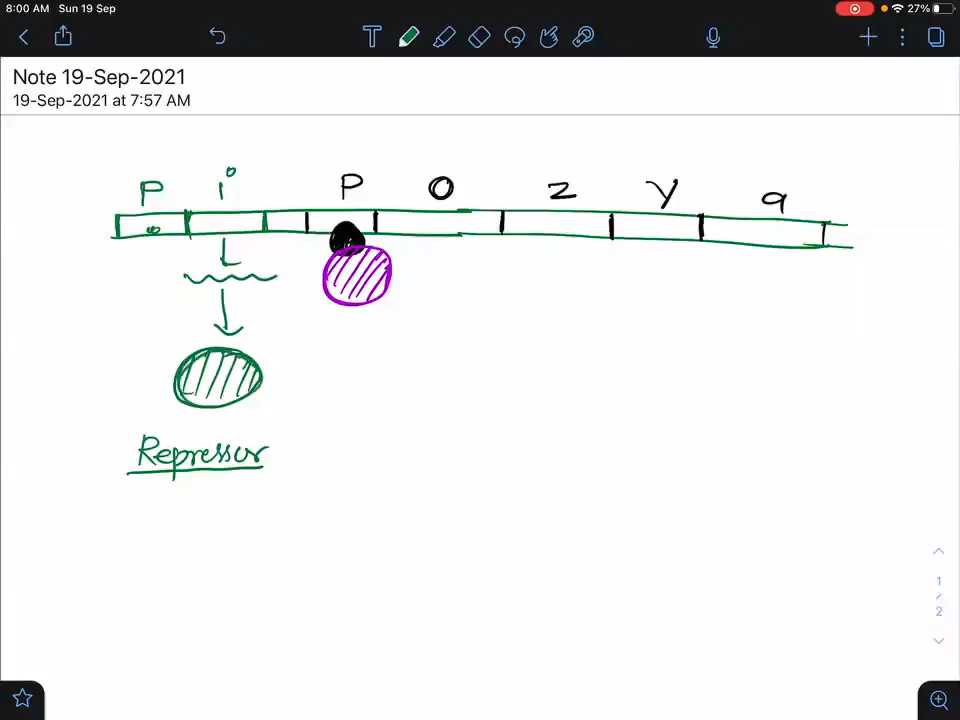 8:00 AM Sun 19 Sep 27%
T
Note 19-Sep-2021
19-Sep-2021 at 7:57 AM
P i P O z y a
Repressor
1
/
2